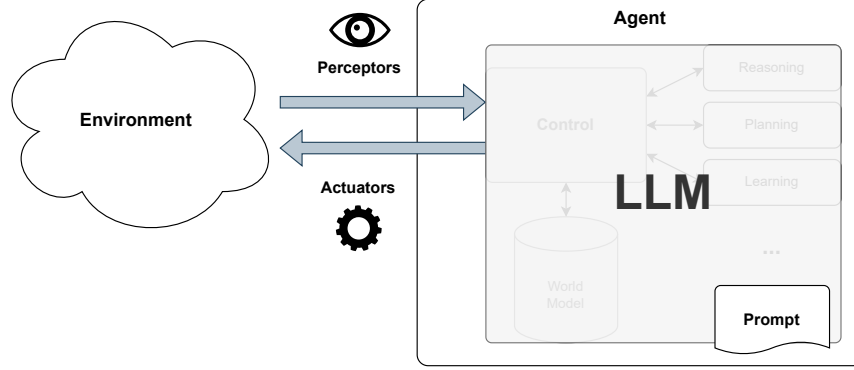 Agent
Perceptors
Environment
Actuators
Control
Reasoning
Planning
Learning
LLM
...
World
Model
Prompt